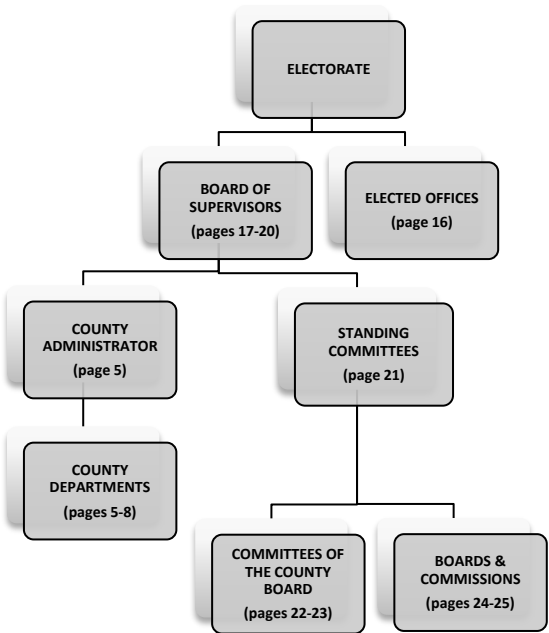 ELECTORATE
BOARD OF
SUPERVISORS
(pages 17-20)
ELECTED OFFICES
(page 16)
COUNTY
ADMINISTRATOR
(page 5)
STANDING
COMMITTEES
(page 21)
COUNTY
DEPARTMENTS
(pages 5-8)
COMMITTEES OF
THE COUNTY
BOARD
(pages 22-23)
BOARDS &
COMMISSIONS
(pages 24-25)